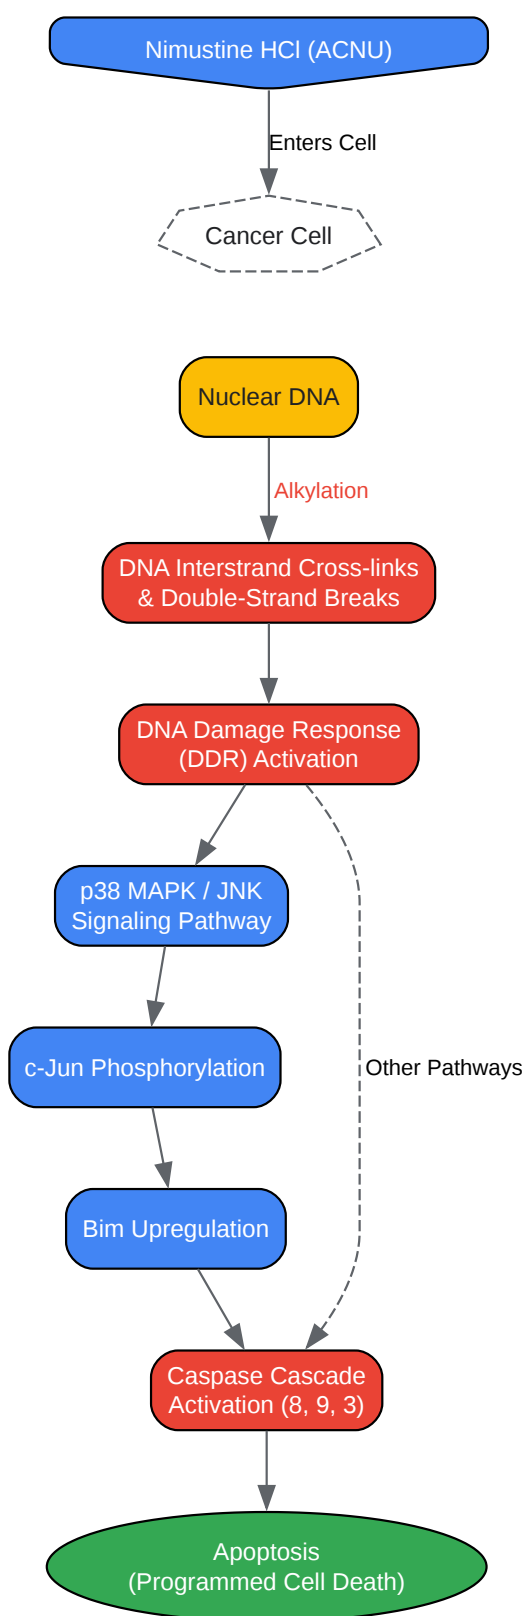 Nimustine HCl (ACNU)
Enters Cell
Cancer Cell
Nuclear DNA
Alkylation
DNA Interstrand Cross-links
& Double-Strand Breaks
DNA Damage Response
(DDR) Activation
p38 MAPK / JNK
Signaling Pathway
c-Jun Phosphorylation
Other Pathways
Bim Upregulation
Caspase Cascade
Activation (8, 9, 3)
Apoptosis
(Programmed Cell Death)